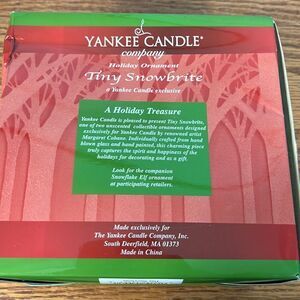 YANKEE CANDLE®
company
Holiday Ornament
Tiny Snowbrite
a Yankee Candle exclusive
A Holiday Treasure
Yankee Candle is pleased to present Tiny Snowbrite,
one of two unscented collectible ornaments designed
exclusively for Yankee Candle by renowned artist
Margaret Cobane. Individually crafted from hand
blown glass and hand painted, this charming piece
truly captures the spirit and happiness of the
holidays for decorating and as a gift.
Look for the companion
Snowflake Elf ornament
at participating retailers.
Made exclusively for
The Yankee Candle Company, Inc.
South Deerfield, MA 01373
Made in China